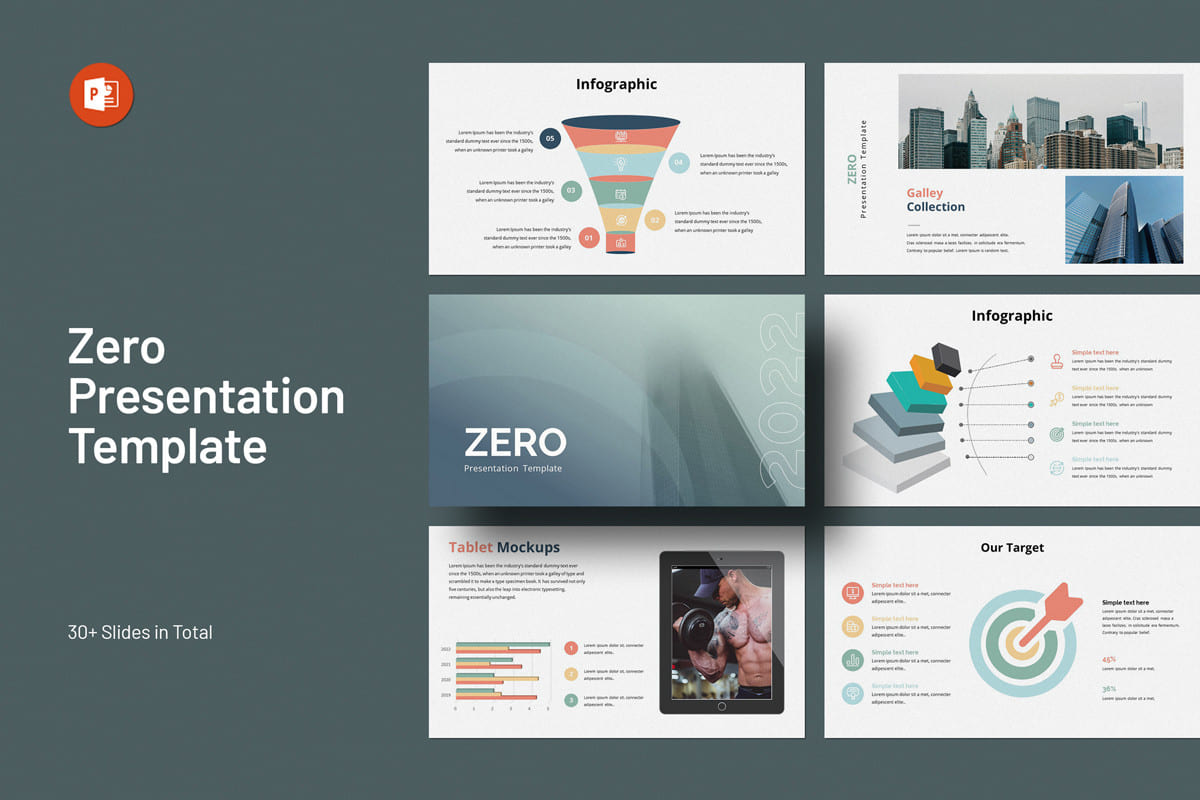 P
Zero
Presentation
Template
30+ Slides in Total
Infographic
Lorem Ipsum has been the industry's
standard dummy text ever since the 1500s,
when an unknown printer took a galley
05
04
Lorem Ipsum has been the industry's
standard dummy text ever since the 1500s,
when an unknown printer took a galley
Lorem Ipsum has been the industry's
standard dummy text ever since the 1500s,
when an unknown printer took a galley
03
02
Lorem Ipsum has been the industry's
standard dummy text ever since the 1500s,
when an unknown printer took a galley
Lorem Ipsum has been the industry's
standard dummy text ever since the 1500s,
when an unknown printer took a galley
01
ZERO
Presentation Template
Galley
Collection
Lorem ipsum dolor sit a met, connecter adipescent elite.
Cras scelerised masa a less facilzes, in solicitude ars fermentum.
Contrary to popular belief. Lorem Ipsum is random text.
ZERO
Presentation Template
2022
Infographic
Simple text here
Lorem Ipsum has been the industry's standard dummy
text ever since the 1500s, when an unknown
Simple text here
Lorem Ipsum has been the industry's standard dummy
text ever since the 1500s, when an unknown
Simple text here
Lorem Ipsum has been the industry's standard dummy
text ever since the 1500s, when an unknown
Simple text here
Lorem Ipsum has been the industry's standard dummy
text ever since the 1500s, when an unknown
Tablet Mockups
Lorem Ipsum has been the industry's standard dummy text ever
since the 1500s, when an unknown printer took a galley of type and
scrambled it to make a type specimen book. It has survived not only
five centuries, but also the leap into electronic typesetting,
remaining essentially unchanged.
2022
2021
2020
2019
0 1 2 3 4 5
1
Lorem ipsum dolor sit, connecter
adipescent elite..
2
Lorem ipsum dolor sit, connecter
adipescent elite..
3
Lorem ipsum dolor sit, connecter
adipescent elite..
Our Target
Simple text here
Lorem ipsum dolor sit a met, connecter
adipescent elite..
Simple text here
Lorem ipsum dolor sit a met, connecter
adipescent elite..
Simple text here
Lorem ipsum dolor sit a met, connecter
adipescent elite..
Simple text here
Lorem ipsum dolor sit a met, connecter
adipescent elite..
Simple text here
Lorem ipsum dolor sit a met, connecter
adipescent elite. Cras scelerised masa a
less facilzes, in solicitude ars fermentum.
Contrary to popular belief.
45%
Lorem ipsum dolor sit a met.
36%
Lorem ipsum dolor sit a met,